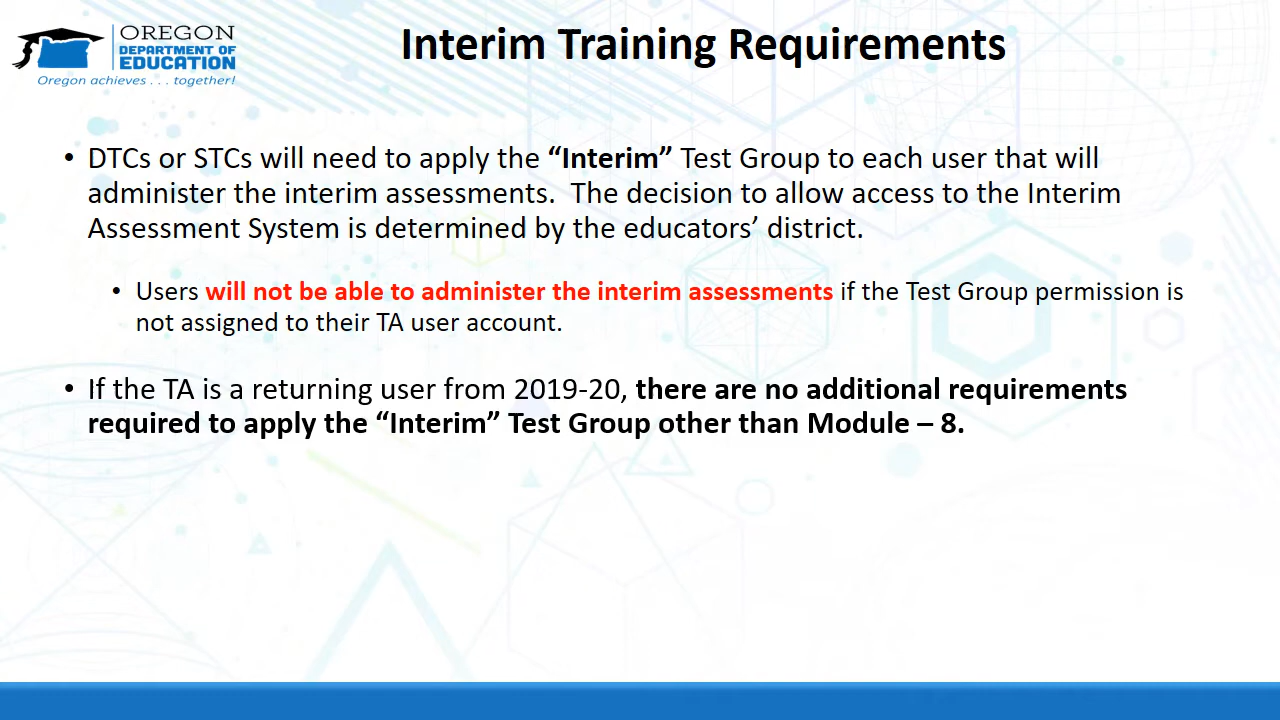 OREGON
DEPARTMENT OF
EDUCATION
Oregon achieves . . . together!
Interim Training Requirements
• DTCs or STCs will need to apply the “Interim” Test Group to each user that will
administer the interim assessments.  The decision to allow access to the Interim
Assessment System is determined by the educators’ district.
• Users will not be able to administer the interim assessments if the Test Group permission is
not assigned to their TA user account.
• If the TA is a returning user from 2019-20, there are no additional requirements
required to apply the “Interim” Test Group other than Module – 8.